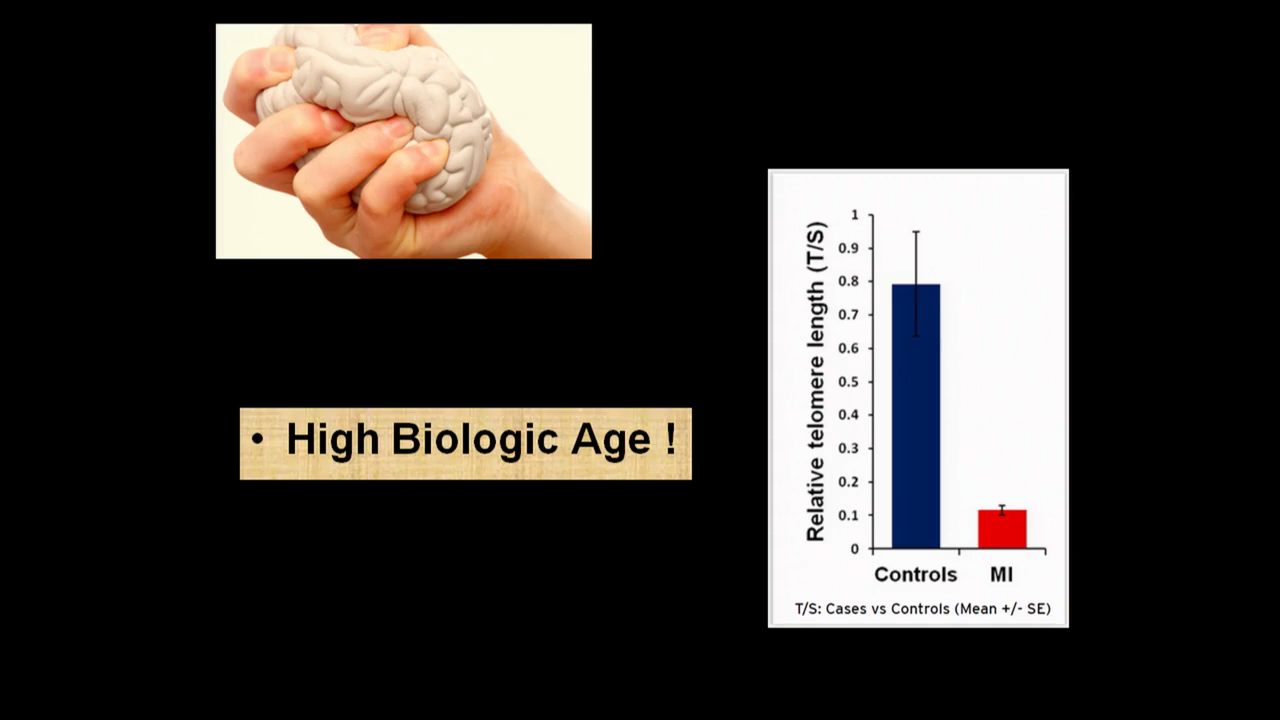 • High Biologic Age !
Relative telomere length (T/S)
1
0.9
0.8
0.7
0.6
0.5
0.4
0.3
0.2
0.1
0
Controls MI
T/S: Cases vs Controls (Mean +/- SE)